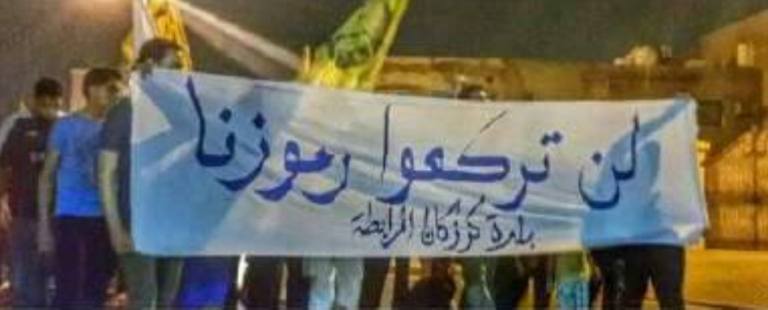 لن تركعوا رموزنا
بلدة كرزكان المرابطة